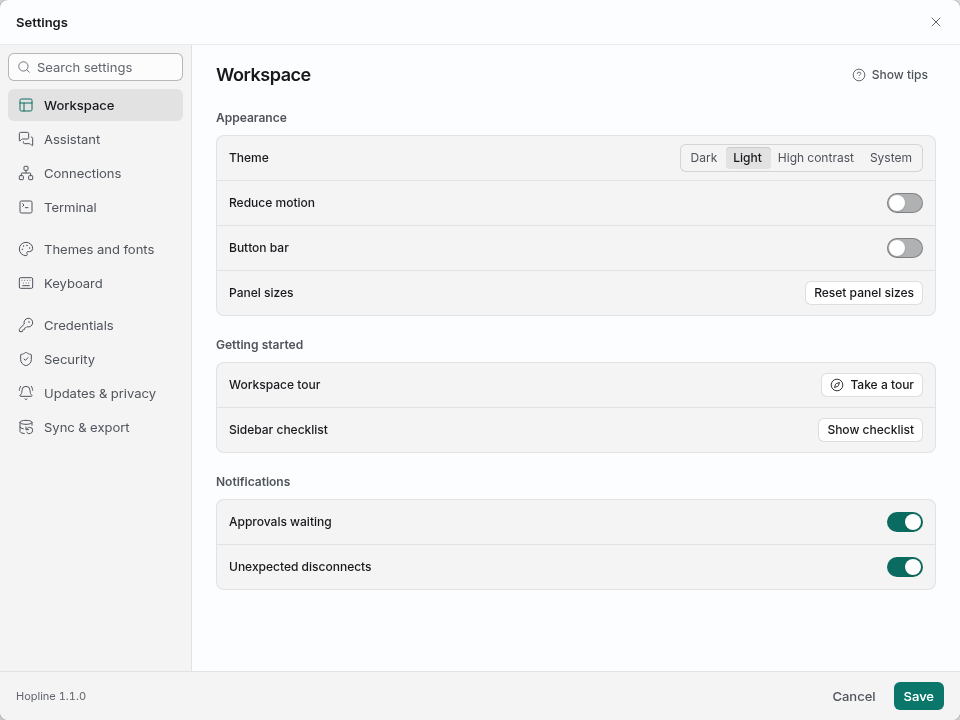 Settings
Search settings
Workspace
Assistant
Connections
Terminal
Themes and fonts
Keyboard
Credentials
Security
Updates & privacy
Sync & export
Workspace
Show tips
Appearance
Theme
Dark Light High contrast System
Reduce motion
Button bar
Panel sizes
Reset panel sizes
Getting started
Workspace tour
Take a tour
Sidebar checklist
Show checklist
Notifications
Approvals waiting
Unexpected disconnects
Hopline 1.1.0
Cancel
Save